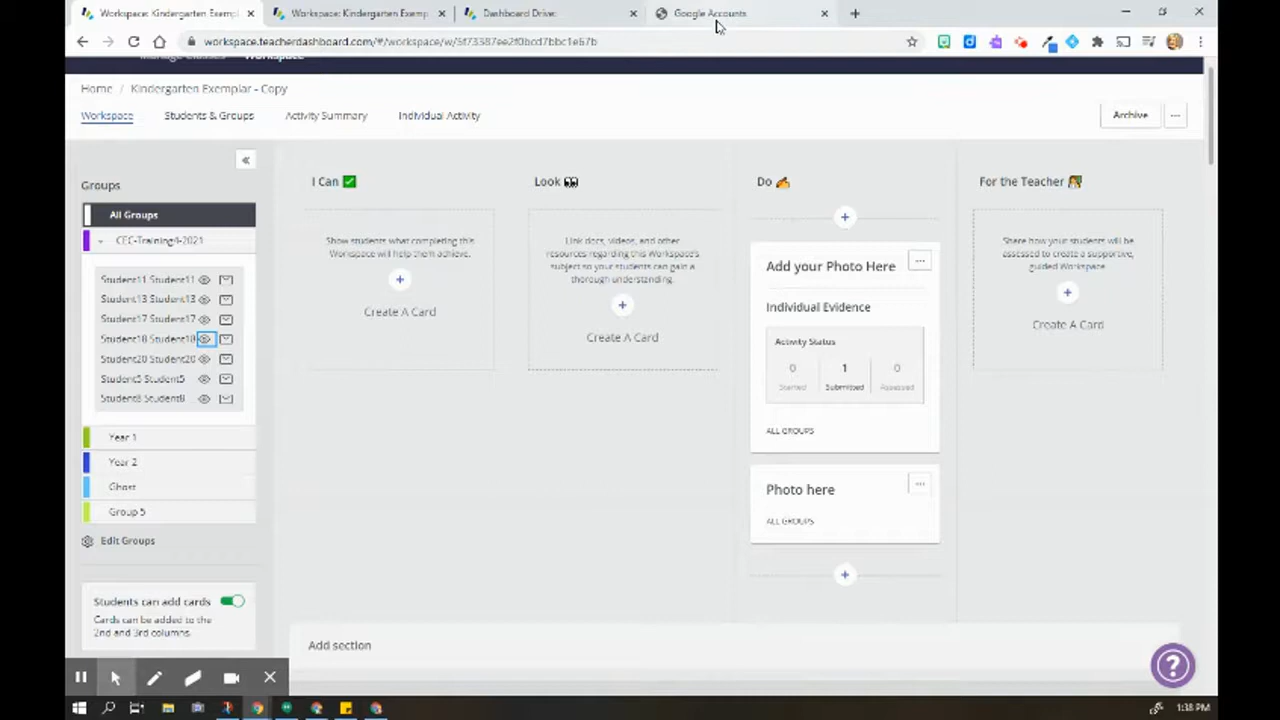 Workspace: Kindergarten Exempl
Workspace: Kindergarten Exemp
Dashboard Drive:
Google Accounts
workspace.teacherdashboard.com/#/workspace/w/5f73387ee2f0bcd7bbc1e67b
Manage Classes Workspace
Home / Kindergarten Exemplar - Copy
Workspace
Students & Groups
Activity Summary
Individual Activity
Archive
Groups
All Groups
CEC-Training4-2021
Student11 Student11
Student13 Student13
Student17 Student17
Student18 Student18
Student20 Student20
Student5 Student5
Student8 Student8
Year 1
Year 2
Ghost
Group 5
Edit Groups
Students can add cards
Cards can be added to the
2nd and 3rd columns.
I Can ✅
Show students what completing this
Workspace will help them achieve.
Create A Card
Look 👀
Link docs, videos, and other
resources regarding this Workspace's
subject so your students can gain a
thorough understanding.
Create A Card
Do ✍
Add your Photo Here
Individual Evidence
Activity Status
0 1 0
Started Submitted Assessed
ALL GROUPS
Photo here
ALL GROUPS
For the Teacher 👩‍🏫
Share how your students will be
assessed to create a supportive,
guided Workspace
Create A Card
Add section
1:38 PM